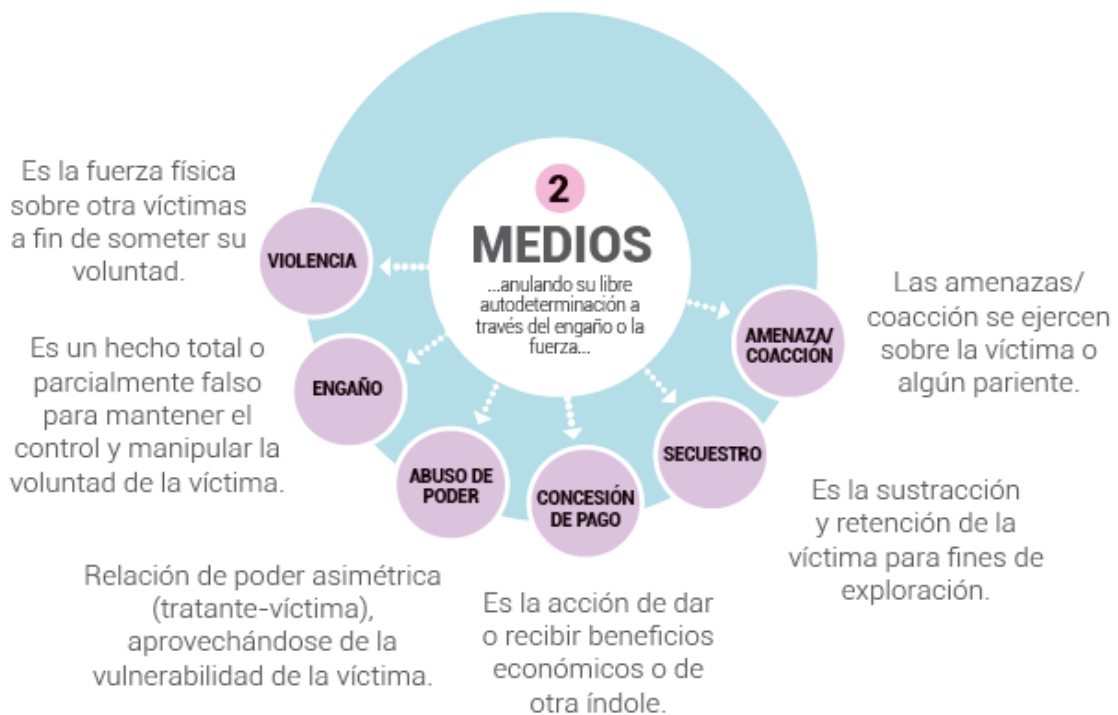 2
MEDIOS
...anulando su libre
autodeterminación a
través del engaño o la
fuerza...
Es la fuerza física
sobre otra víctimas
a fin de someter su
voluntad.
VIOLENCIA
Es un hecho total o
parcialmente falso
para mantener el
control y manipular la
voluntad de la víctima.
ENGAÑO
Relación de poder asimétrica
(tratante-víctima),
aprovechándose de la
vulnerabilidad de la víctima.
ABUSO DE
PODER
Es la acción de dar
o recibir beneficios
económicos o de
otra índole.
CONCESIÓN
DE PAGO
Es la sustracción
y retención de la
víctima para fines de
exploración.
SECUESTRO
Las amenazas/
coacción se ejercen
sobre la víctima o
algún pariente.
AMENAZA/
COACCIÓN